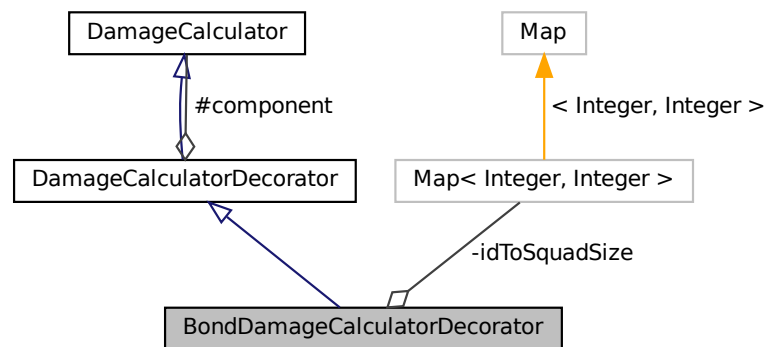 DamageCalculator
Map
#component
< Integer, Integer >
DamageCalculatorDecorator
Map< Integer, Integer >
-idToSquadSize
BondDamageCalculatorDecorator